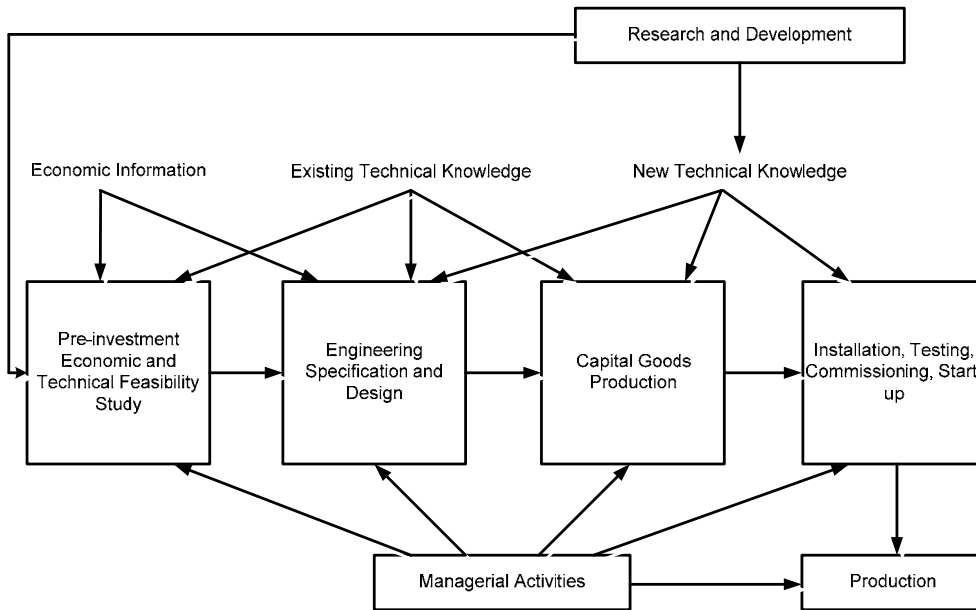 Research and Development
Economic Information
Existing Technical Knowledge
New Technical Knowledge
Pre-investment
Economic and
Technical Feasibility
Study
Engineering
Specification and
Design
Capital Goods
Production
Installation, Testing,
Commissioning, Start
up
Managerial Activities
Production